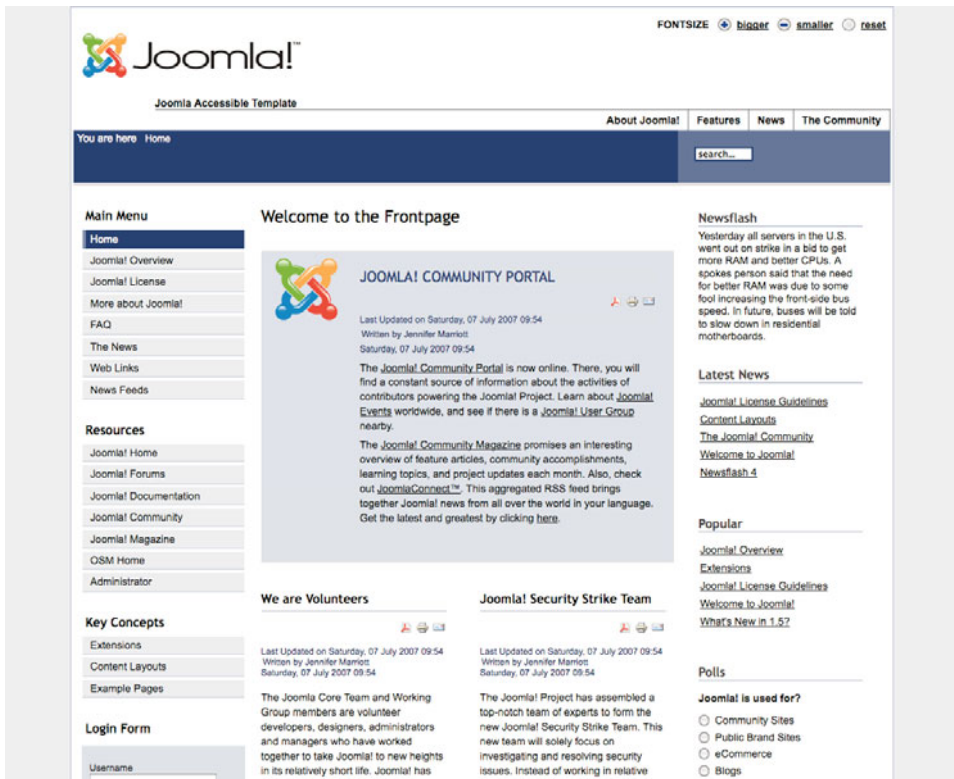 FONTSIZE bigger smaller reset
Joomla!™
Joomla Accessible Template
About Joomla! Features News The Community
You are here Home
search...
Main Menu
Home
Joomla! Overview
Joomla! License
More about Joomla!
FAQ
The News
Web Links
News Feeds
Resources
Joomla! Home
Joomla! Forums
Joomla! Documentation
Joomla! Community
Joomla! Magazine
OSM Home
Administrator
Key Concepts
Extensions
Content Layouts
Example Pages
Login Form
Username
Welcome to the Frontpage
JOOMLA! COMMUNITY PORTAL
Last Updated on Saturday, 07 July 2007 09:54
Written by Jennifer Marriott
Saturday, 07 July 2007 09:54
The Joomla! Community Portal is now online. There, you will
find a constant source of information about the activities of
contributors powering the Joomla! Project. Learn about Joomla!
Events worldwide, and see if there is a Joomla! User Group
nearby.
The Joomla! Community Magazine promises an interesting
overview of feature articles, community accomplishments,
learning topics, and project updates each month. Also, check
out JoomlaConnect™. This aggregated RSS feed brings
together Joomla! news from all over the world in your language.
Get the latest and greatest by clicking here.
We are Volunteers
Last Updated on Saturday, 07 July 2007 09:54
Written by Jennifer Marriott
Saturday, 07 July 2007 09:54
The Joomla Core Team and Working
Group members are volunteer
developers, designers, administrators
and managers who have worked
together to take Joomla! to new heights
in its relatively short life. Joomla! has
Joomla! Security Strike Team
Last Updated on Saturday, 07 July 2007 09:54
Written by Jennifer Marriott
Saturday, 07 July 2007 09:54
The Joomla! Project has assembled a
top-notch team of experts to form the
new Joomla! Security Strike Team. This
new team will solely focus on
investigating and resolving security
issues. Instead of working in relative
Newsflash
Yesterday all servers in the U.S.
went out on strike in a bid to get
more RAM and better CPUs. A
spokes person said that the need
for better RAM was due to some
fool increasing the front-side bus
speed. In future, buses will be told
to slow down in residential
motherboards.
Latest News
Joomla! License Guidelines
Content Layouts
The Joomla! Community
Welcome to Joomla!
Newsflash 4
Popular
Joomla! Overview
Extensions
Joomla! License Guidelines
Welcome to Joomla!
What's New in 1.5?
Polls
Joomla! is used for?
Community Sites
Public Brand Sites
eCommerce
Blogs